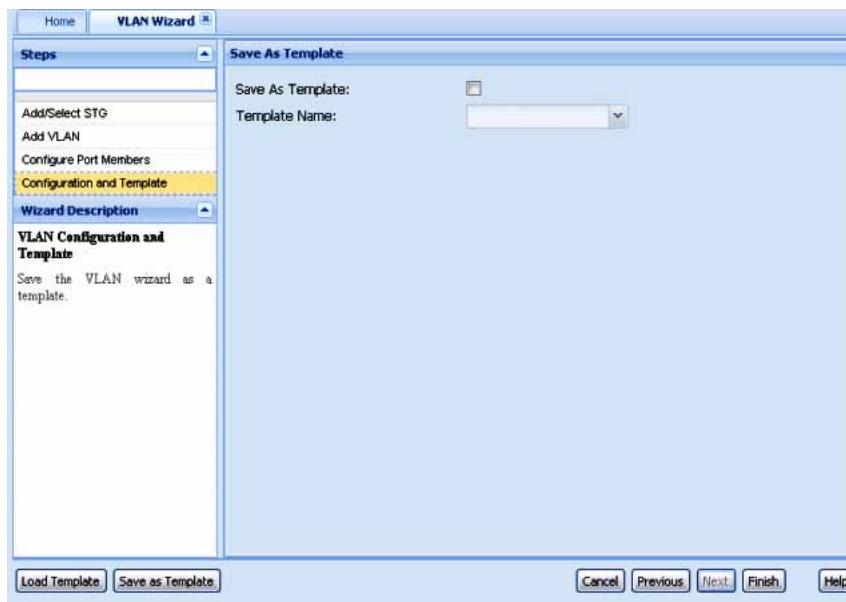 Home VLAN Wizard
Steps
Add/Select STG
Add VLAN
Configure Port Members
Configuration and Template
Wizard Description
VLAN Configuration and
Template
Save the VLAN wizard as a
template.
Save As Template
Save As Template:
Template Name:
Load Template Save as Template Cancel Previous Next Finish Help